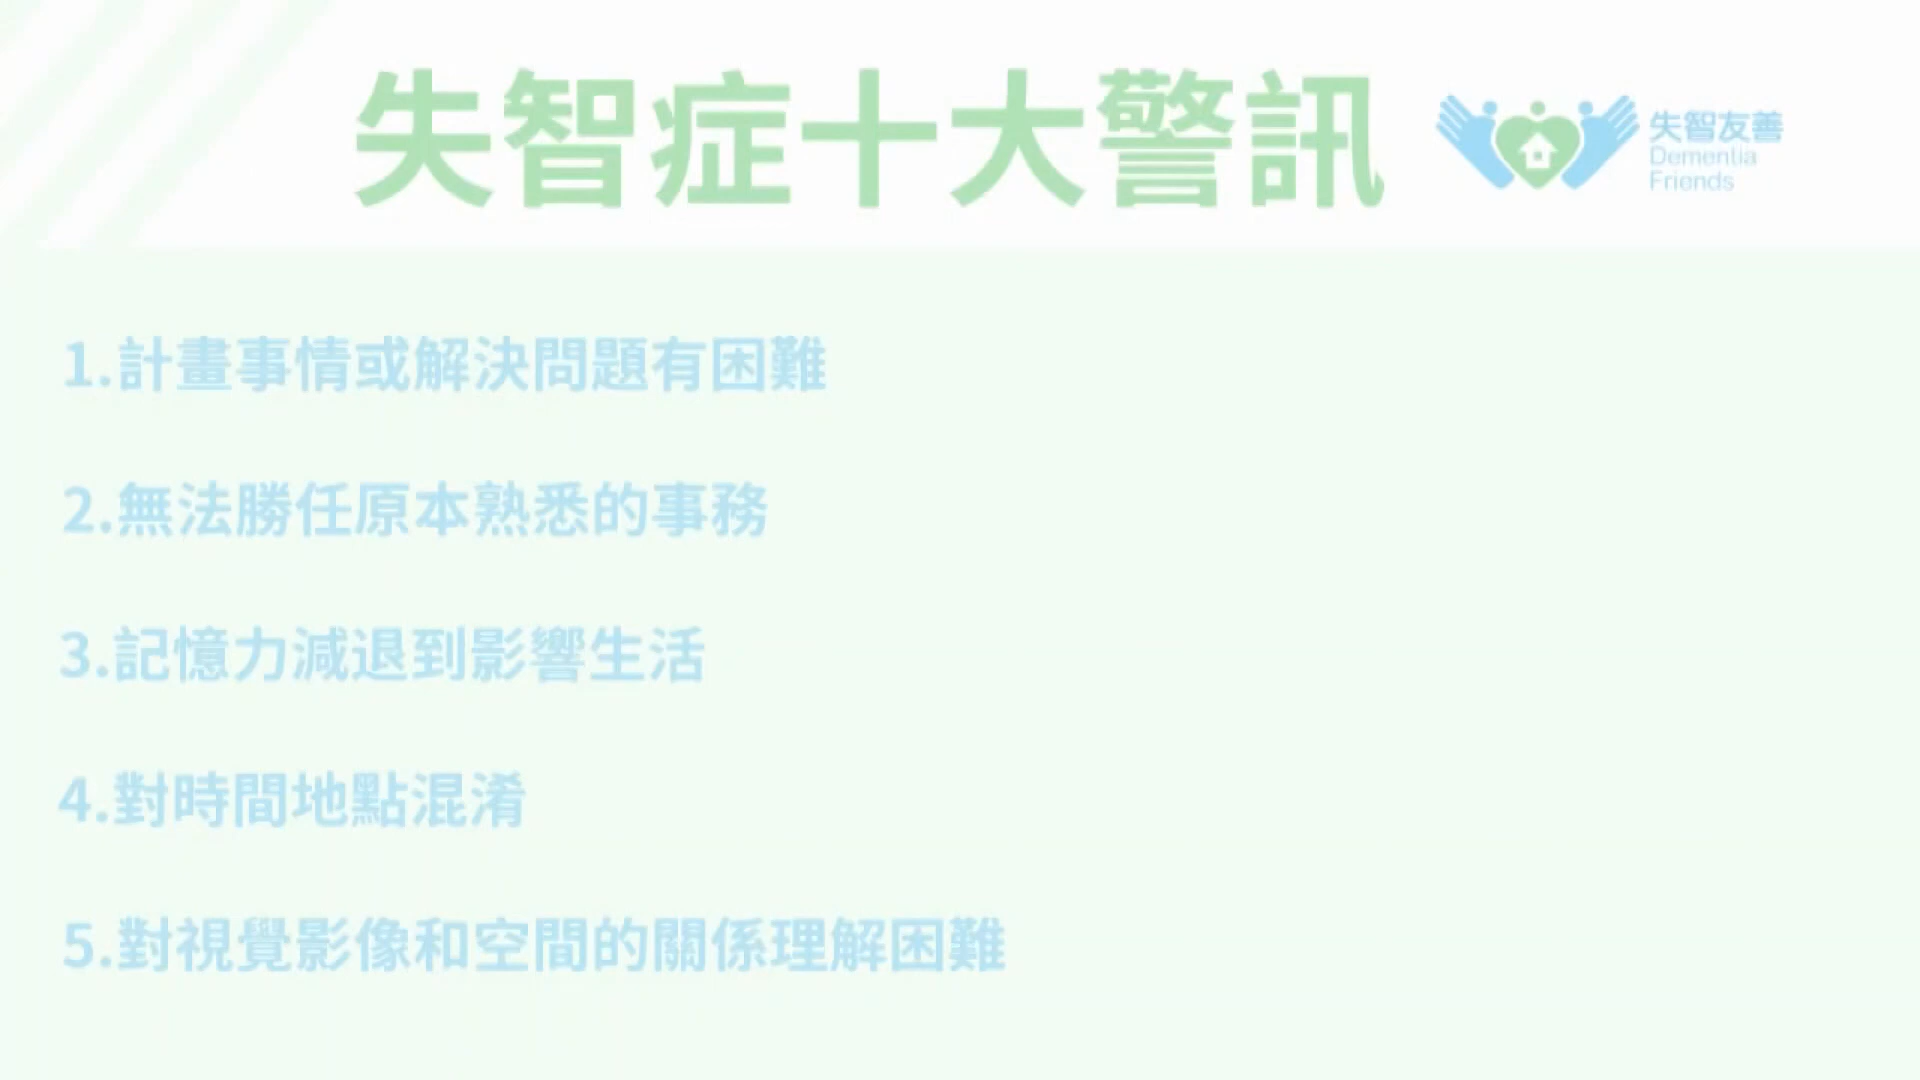 失智症十大警訊
失智友善
Dementia
Friends
1.計畫事情或解決問題有困難
2.無法勝任原本熟悉的事務
3.記憶力減退到影響生活
4.對時間地點混淆
5.對視覺影像和空間的關係理解困難